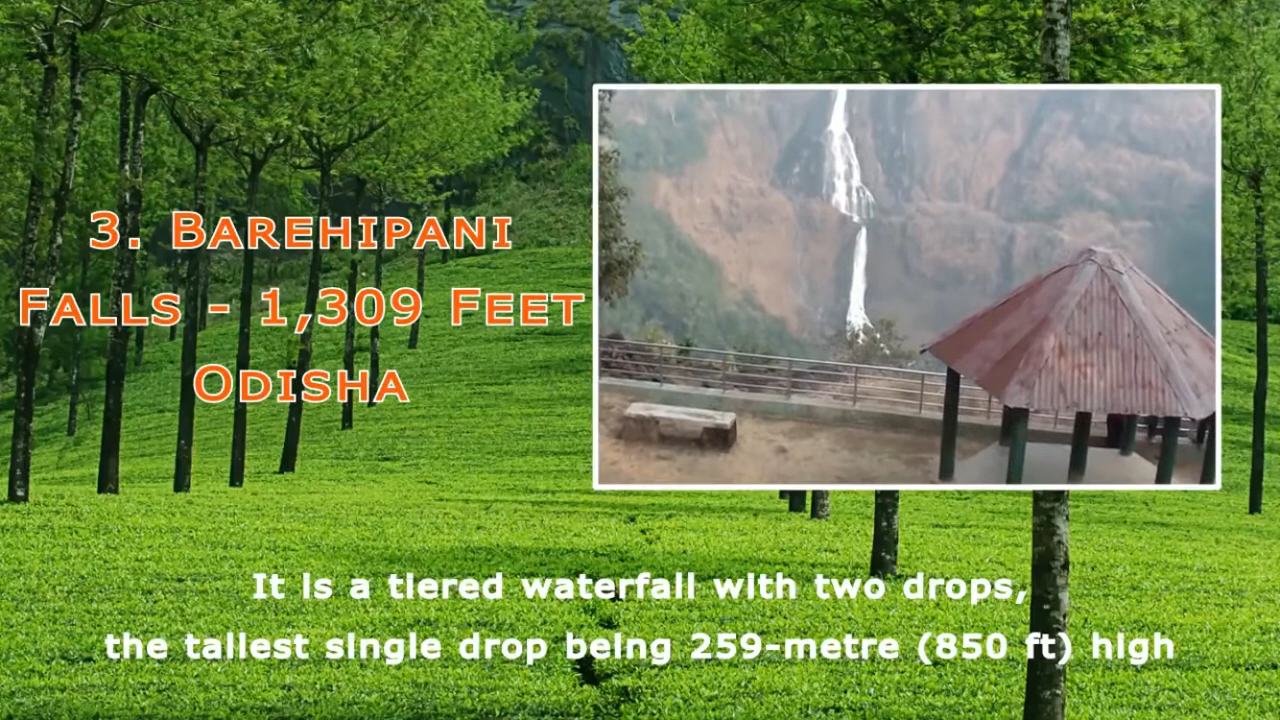 3. Barehipani
Falls - 1,309 Feet
Odisha
It is a tiered waterfall with two drops,
the tallest single drop being 259-metre (850 ft) high